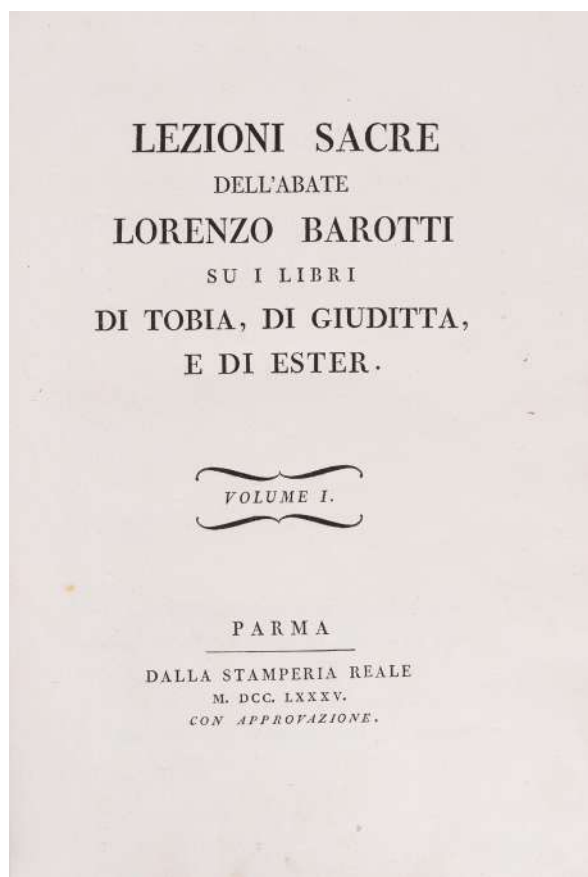 LEZIONI SACRE
DELL'ABATE
LORENZO BAROTTI
SU I LIBRI
DI TOBIA, DI GIUDITTA,
E DI ESTER.
VOLUME I.
PARMA
DALLA STAMPERIA REALE
M. DCC. LXXXV.
CON APPROVAZIONE.